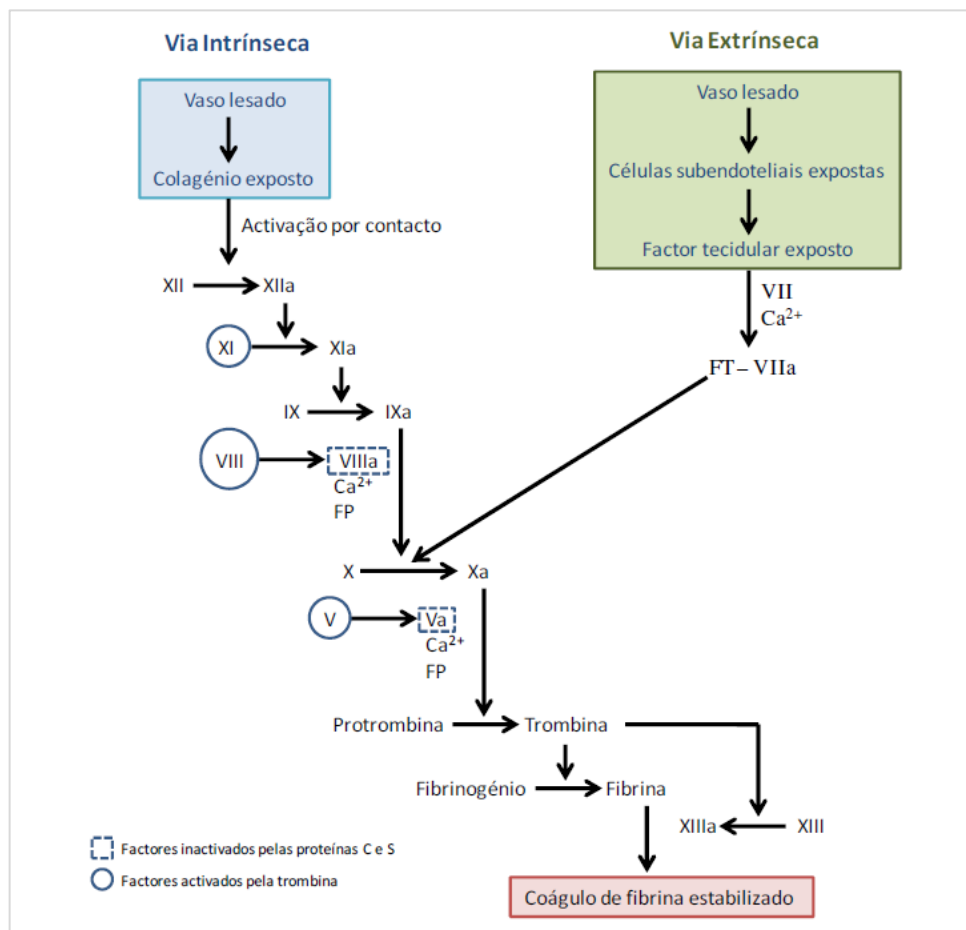 Via Intrínseca
Via Extrínseca
Vaso lesado
Colagénio exposto
Activação por contacto
Vaso lesado
Células subendoteliais expostas
Factor tecidular exposto
VII
Ca²⁺
FT – VIIa
XII
XIIa
XI
XIa
IX
IXa
VIII
VIIIa
Ca²⁺
FP
X
Xa
V
Va
Ca²⁺
FP
Protrombina
Trombina
Fibrinogénio
Fibrina
XIIIa
XIII
Coágulo de fibrina estabilizado
Factores inactivados pelas proteínas C e S
Factores activados pela trombina